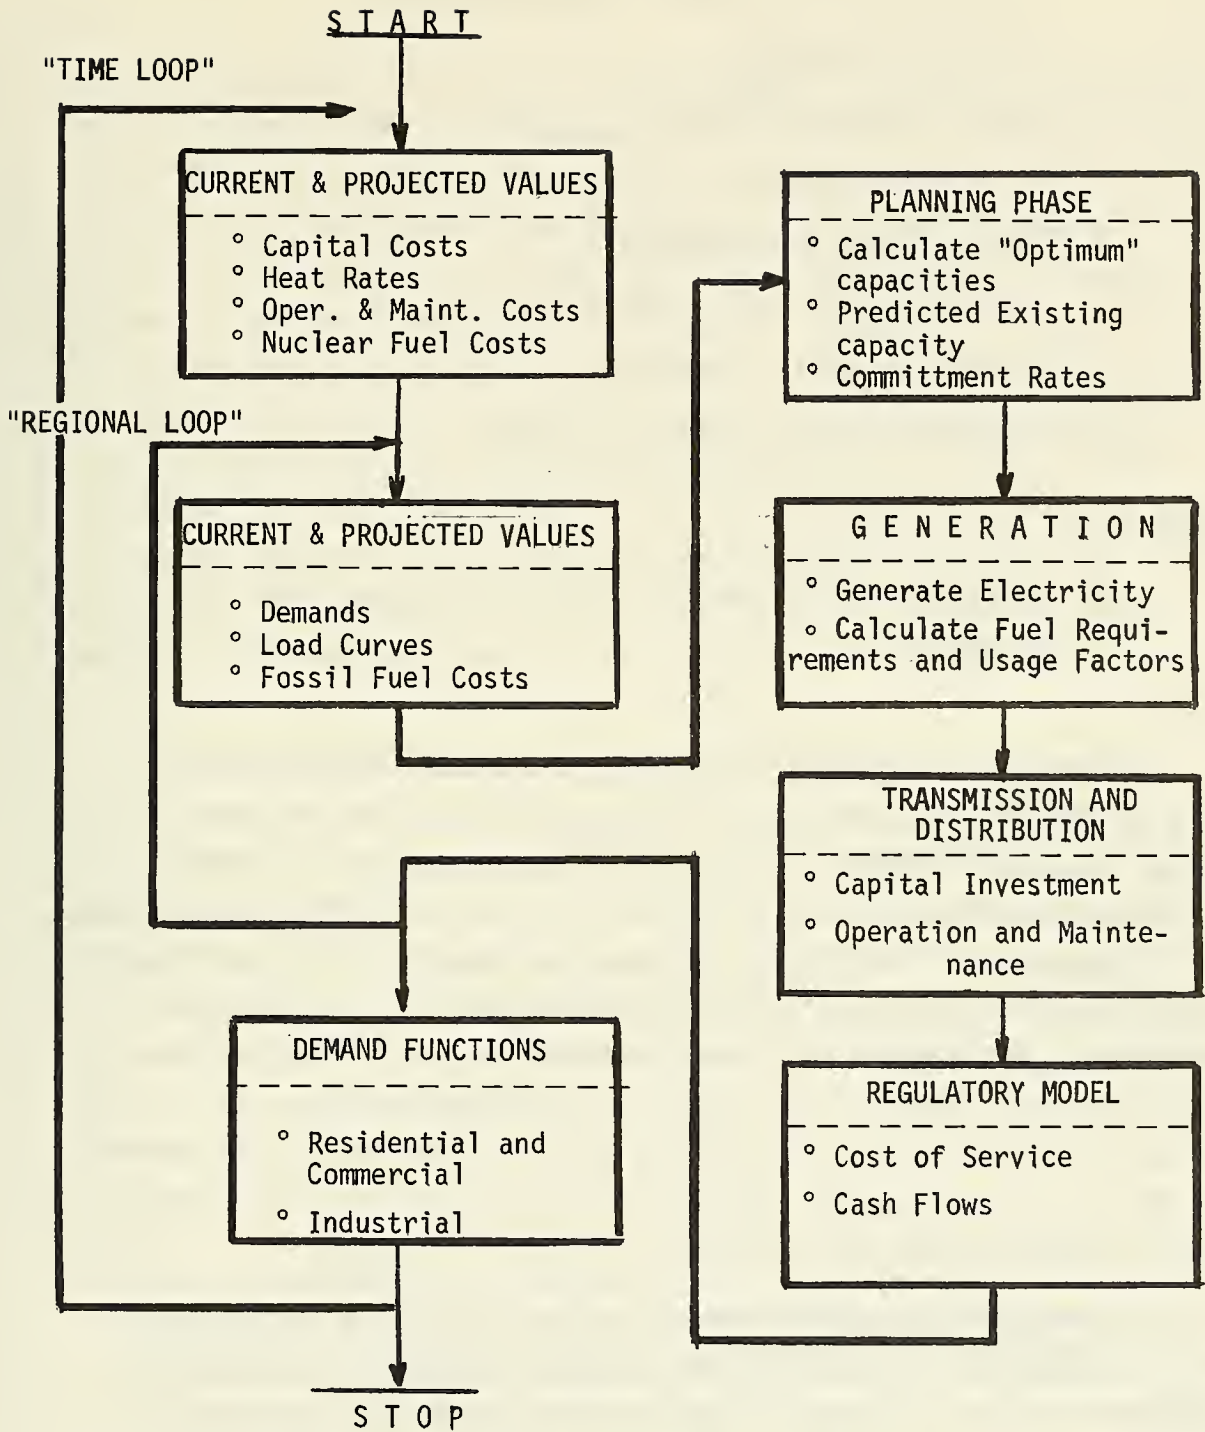 S T A R T
"TIME LOOP"
CURRENT & PROJECTED VALUES
° Capital Costs
° Heat Rates
° Oper. & Maint. Costs
° Nuclear Fuel Costs
"REGIONAL LOOP"
CURRENT & PROJECTED VALUES
° Demands
° Load Curves
° Fossil Fuel Costs
PLANNING PHASE
° Calculate "Optimum"
capacities
° Predicted Existing
capacity
° Committment Rates
G E N E R A T I O N
° Generate Electricity
° Calculate Fuel Requi-
rements and Usage Factors
TRANSMISSION AND
DISTRIBUTION
° Capital Investment
° Operation and Mainte-
nance
REGULATORY MODEL
° Cost of Service
° Cash Flows
DEMAND FUNCTIONS
° Residential and
Commercial
° Industrial
S T O P